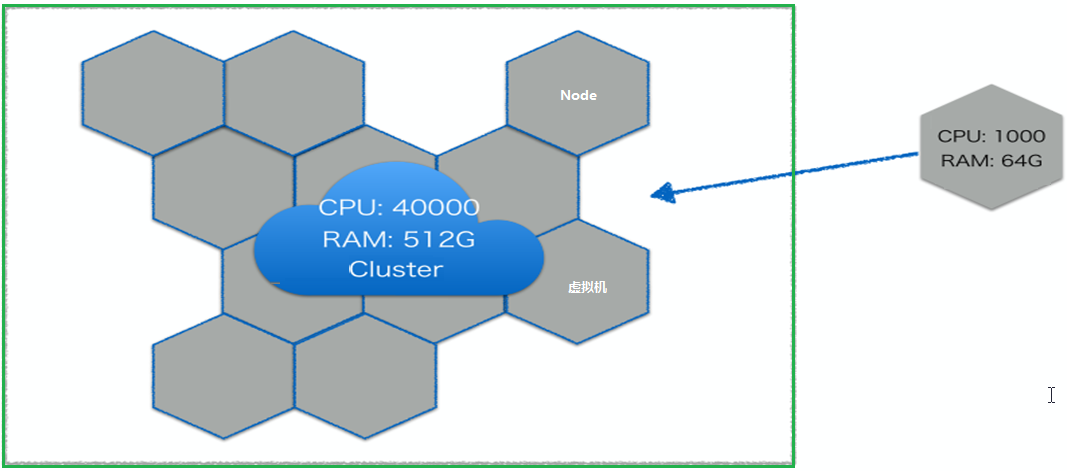 Node
CPU: 1000
RAM: 64G
CPU: 40000
RAM: 512G
Cluster
虚拟机